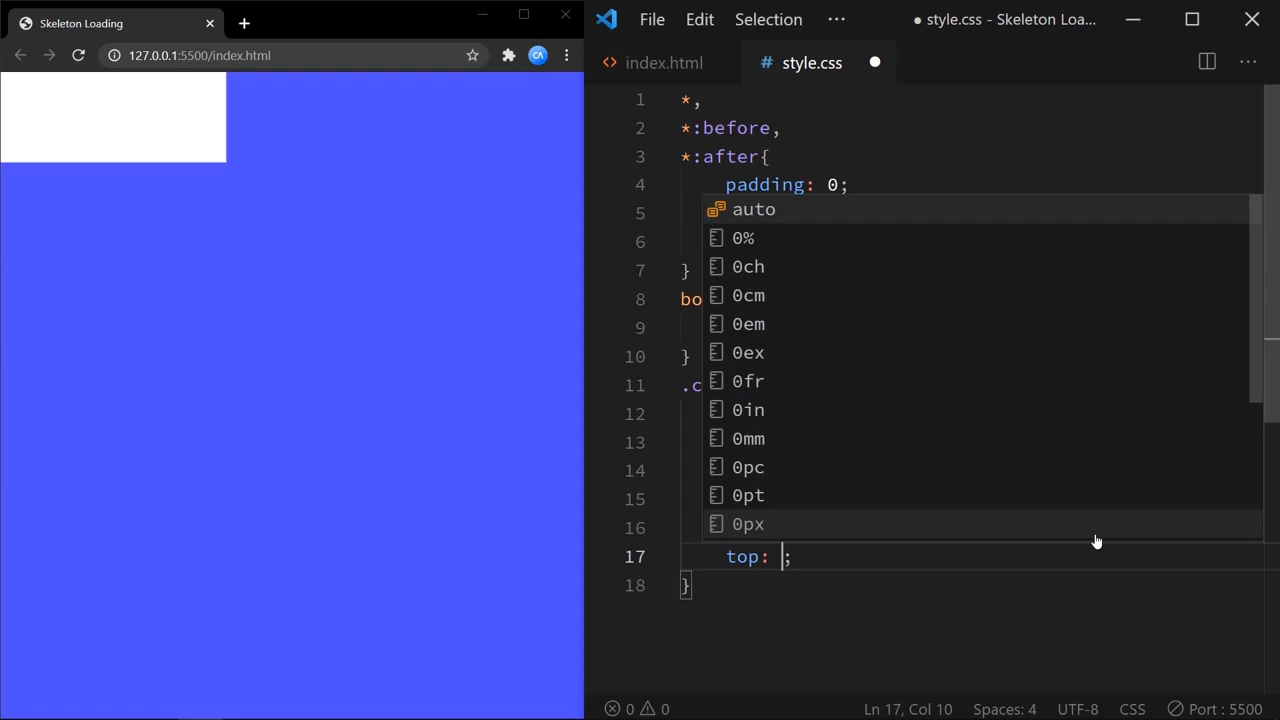 Skeleton Loading
127.0.0.1:5500/index.html
File Edit Selection ··· ● style.css - Skeleton Loa...
<> index.html # style.css ● ···
1 *,
2 *:before,
3 *:after{
4 padding: 0;
5
6
7 }
8 bo
9
10 }
11 .c
12
13
14
15
16
17 top: ;
18 }
auto
0%
0ch
0cm
0em
0ex
0fr
0in
0mm
0pc
0pt
0px
0 0 Ln 17, Col 10 Spaces: 4 UTF-8 CSS Port : 5500